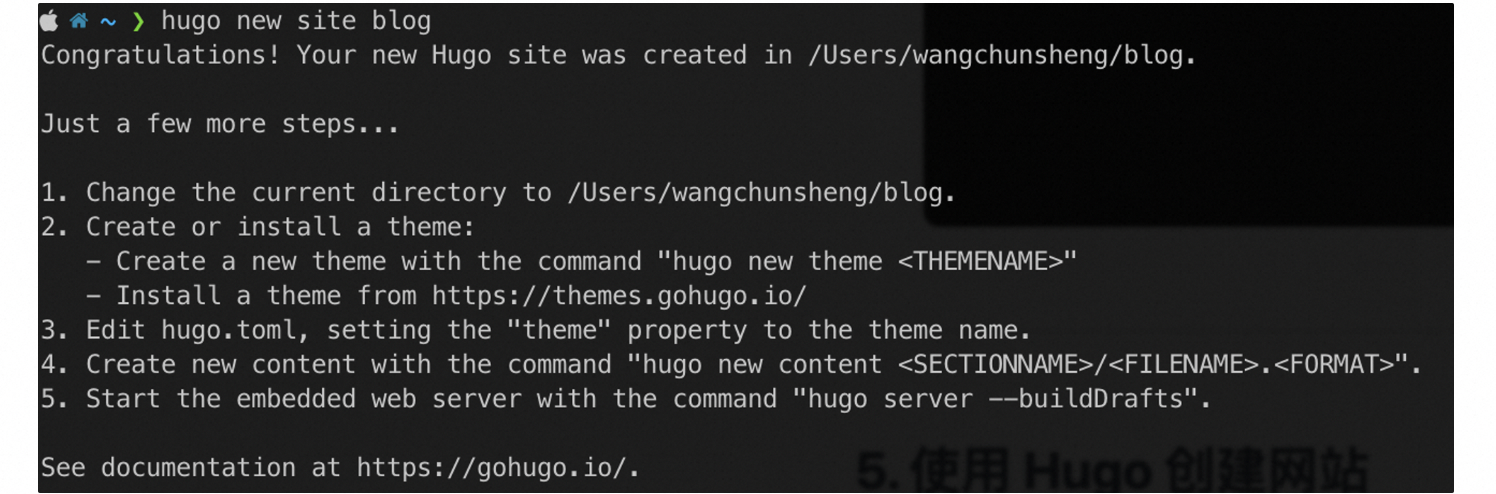 ~ ❯ hugo new site blog
Congratulations! Your new Hugo site was created in /Users/wangchunsheng/blog.
Just a few more steps...
1. Change the current directory to /Users/wangchunsheng/blog.
2. Create or install a theme:
   - Create a new theme with the command "hugo new theme <THEMENAME>"
   - Install a theme from https://themes.gohugo.io/
3. Edit hugo.toml, setting the "theme" property to the theme name.
4. Create new content with the command "hugo new content <SECTIONNAME>/<FILENAME>.<FORMAT>".
5. Start the embedded web server with the command "hugo server --buildDrafts".
See documentation at https://gohugo.io/.
5. 使用 Hugo 创建网站